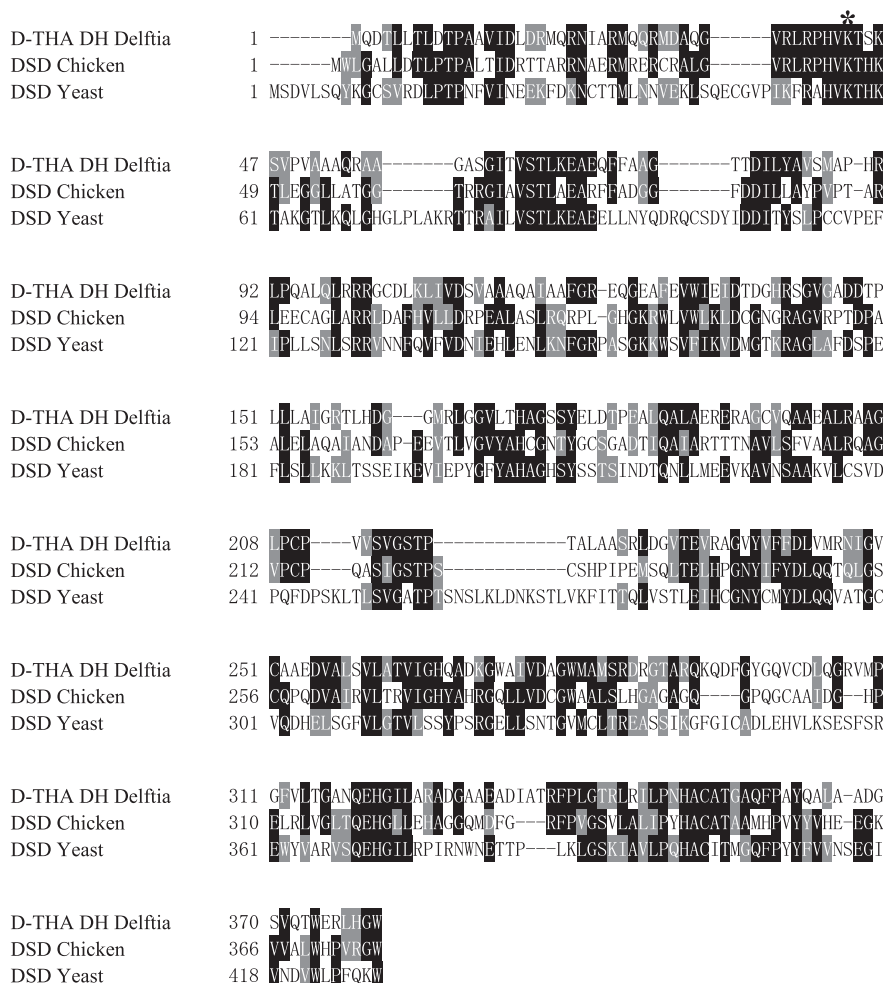 *
D-THA DH Delftia 1 --------MQDTLLTLDTPAAVIDLDRMQRNIARMQQRMDAQG------VRLRPHVKTSK
DSD Chicken 1 ------MWLGALLDTLPTPALTIDRTTARRNAERMRERCRALG------VRLRPHVKTHK
DSD Yeast 1 MSDVLSQYKGCSVRDLPTPNFVINEEKFDKNCTTMLNNVEKLSQECGVPIKFRAHVKTHK
D-THA DH Delftia 47 SVPVAAAQRAA-------GASGITVSTLKEAEQFFAAG--------TTDILYAVSMAP-HR
DSD Chicken 49 TLEGGLLATGG-------TRRGIAVSTLAEARFFADGG-------FDDILLAYPVPT-AR
DSD Yeast 61 TAKGTLKQLGHGLPLAKRTTRAILVSTLKEAEELLNYQDRQCSDYIDDITYSLPCCVPEF
D-THA DH Delftia 92 LPQALQLRRRGCDLKLIVDSVAAAQAIAAFGR-EQGEAFEVWIEIDTDGHRSGVGADDTP
DSD Chicken 94 LEECAGLARRLDAFHVLLDRPEALASLRQRPL-GHGKRWLVWLKLDCGNGRAGVRPTDPA
DSD Yeast 121 IPLLSNLSRRVNNFQVFVDNIEHLENLKNFGRPASGKKWSVFIKVDMGTKRAGLAFDSPE
D-THA DH Delftia 151 LLLAIGRTLHDG---GMRLGGVLTHAGSSYELDTPEALQALAERERAGCVQAAEALRAAG
DSD Chicken 153 ALELAQAIANDAP-EEVTLVGVYAHCGNTYGCSGADTIQAIARTTTNAVLSFVAALRQAG
DSD Yeast 181 FLSLLKKLTSSEIKEVIEPYGFYAHAGHSYSSTSINDTQNLLMEEVKAVNSAAKVLCSVD
D-THA DH Delftia 208 LPCP----VVSVGSTP-------------TALAASRLDGVTEVRAGVYVFFDLVMRNIGV
DSD Chicken 212 VPCP----QASIGSTPS------------CSHPIPEMSQLTELHPGNYIFYDLQQTQLGS
DSD Yeast 241 PQFDPSKLTLSVGATPTSNSLKLDNKSTLVKFITTQLVSTLEIHCGNYCMYDLQQVATGC
D-THA DH Delftia 251 CAAEDVALSVLATVIGHQADKGWAIVDAGWMAMSRDRGTARQKQDFGYGQVCDLQGRVMP
DSD Chicken 256 CQPQDVAIRVLTRVIGHYAHRGQLLVDCGWAALSLHGAGAGQ----GPQGCAAIDG--HP
DSD Yeast 301 VQDHELSGFVLGTVLSSYPSRGELLSNTGVMCLTREASSIKGFGICADLEHVLKSESFSR
D-THA DH Delftia 311 GFVLTGANQEHGILARADGAAEADIATRFPLGTRLRILPNHACATGAQFPAYQALA-ADG
DSD Chicken 310 ELRLVGLTQEHGLLEHAGGQMDFG---RFPVGSVLALIPYHACATAAMHPVYYVHE-EGK
DSD Yeast 361 EWYVARVSQEHGILRPIRNWNETTP---LKLGSKIAVLPQHACITMGQFPYYFVVNSEGI
D-THA DH Delftia 370 SVQTWERLHGW
DSD Chicken 366 VVALWHPVRGW
DSD Yeast 418 VNDVWLPFQKW